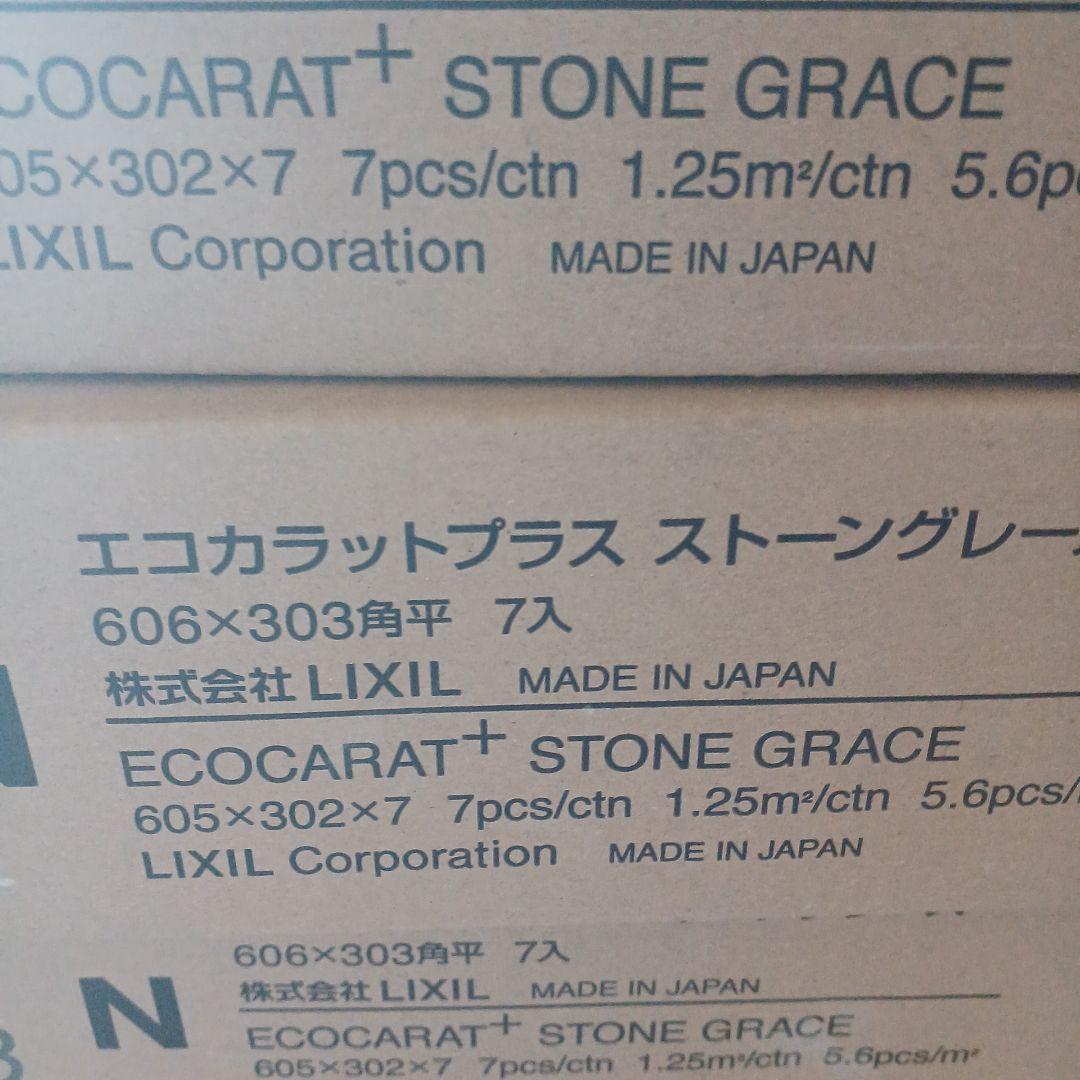 COCARAT+ STONE GRACE
05×302×7 7pcs/ctn 1.25m²/ctn 5.6p
LIXIL Corporation MADE IN JAPAN
エコカラットプラス ストーングレー
606×303角平 7入
株式会社 LIXIL MADE IN JAPAN
ECOCARAT+ STONE GRACE
605×302×7 7pcs/ctn 1.25m²/ctn 5.6pcs/
LIXIL Corporation MADE IN JAPAN
606×303角平 7入
株式会社 LIXIL MADE IN JAPAN
N
ECOCARAT+ STONE GRACE
605×302×7 7pcs/ctn 1.25m²/ctn 5.6pcs/m²